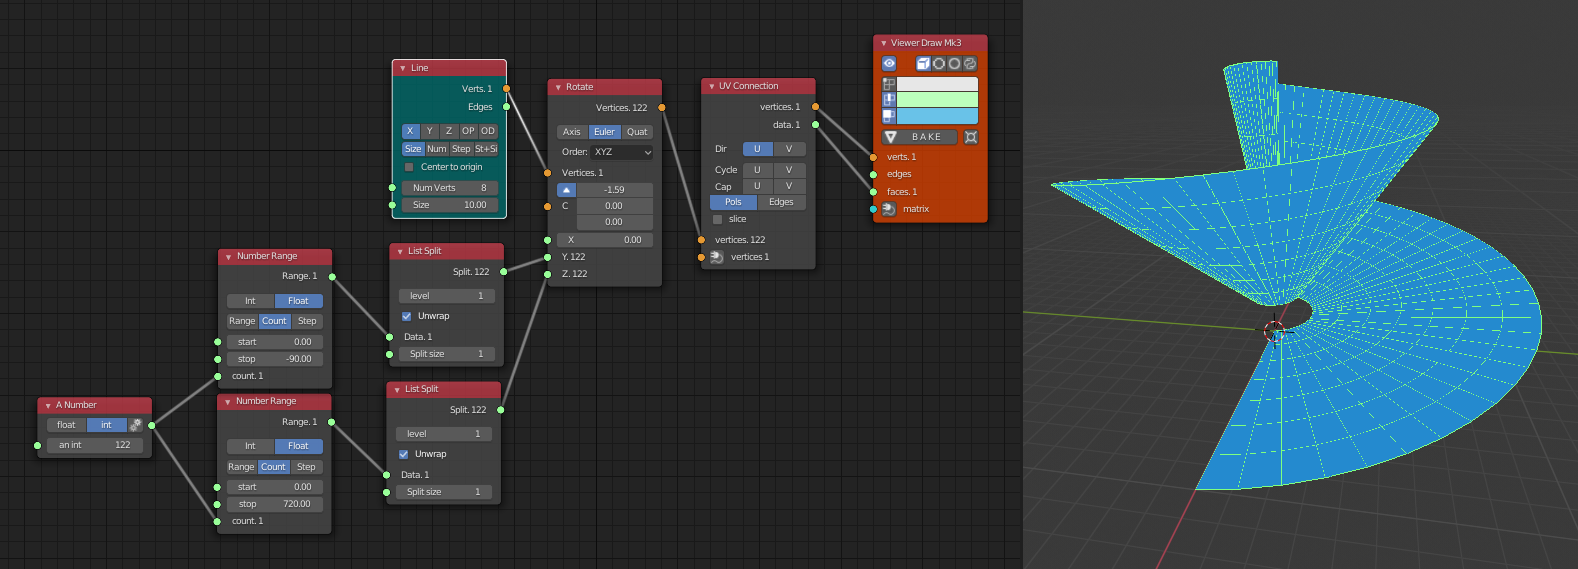 Line
Verts. 1
Edges
X Y Z OP OD
Size Num Step St+Si
Center to origin
Num Verts 8
Size 10.00
Rotate
Vertices. 122
Axis Euler Quat
Order: XYZ
Vertices. 1
-1.59
C 0.00
0.00
X 0.00
Y. 122
Z. 122
UV Connection
vertices. 1
data. 1
Dir U V
Cycle U V
Cap U V
Pols Edges
slice
vertices. 122
vertices 1
Viewer Draw Mk3
BAKE
verts. 1
edges
faces. 1
matrix
Number Range
Range. 1
Int Float
Range Count Step
start 0.00
stop -90.00
count. 1
List Split
Split. 122
level 1
Unwrap
Data. 1
Split size 1
A Number
float int
an int 122
Number Range
Range. 1
Int Float
Range Count Step
start 0.00
stop 720.00
count. 1
List Split
Split. 122
level 1
Unwrap
Data. 1
Split size 1